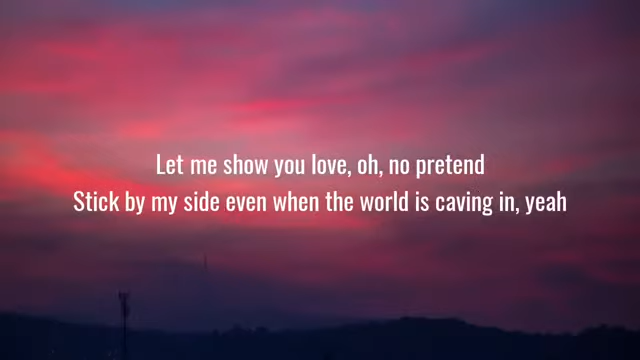 Let me show you love, oh, no pretend
Stick by my side even when the world is caving in, yeah